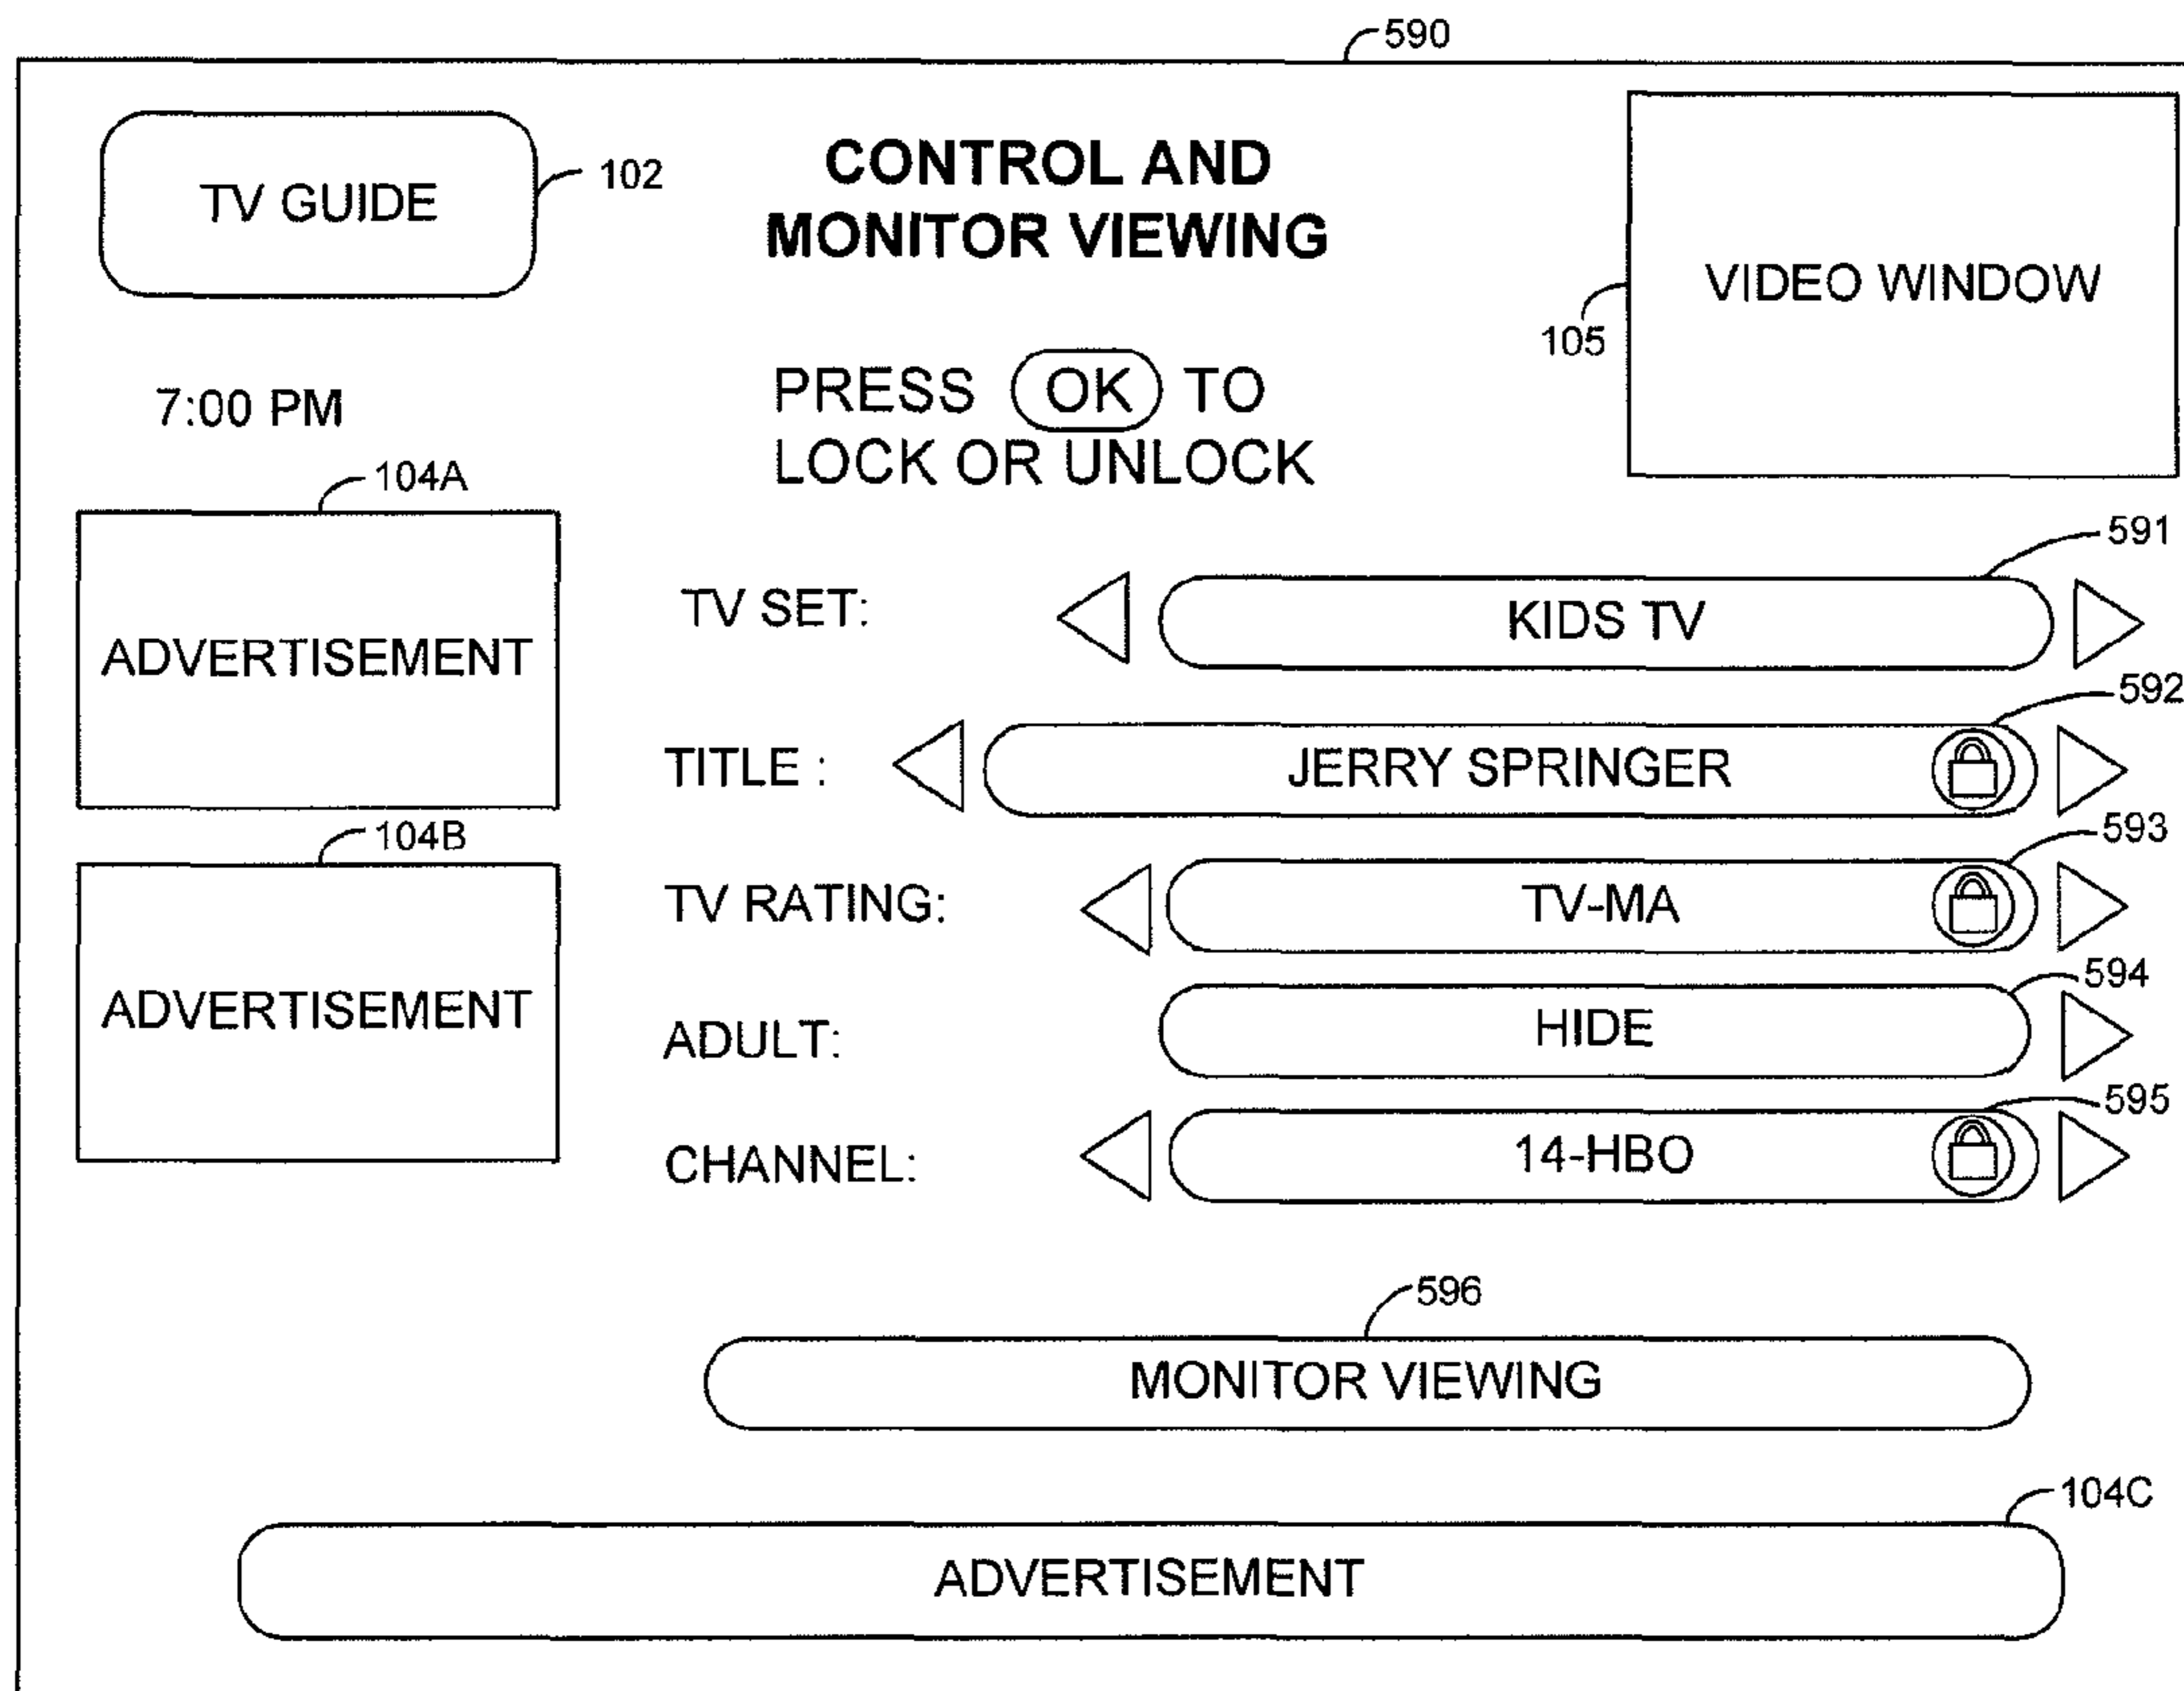 590
TV GUIDE
102
CONTROL AND
MONITOR VIEWING
VIDEO WINDOW
105
7:00 PM
PRESS OK TO
LOCK OR UNLOCK
104A
ADVERTISEMENT
104B
ADVERTISEMENT
TV SET:
KIDS TV
591
TITLE :
JERRY SPRINGER
592
TV RATING:
TV-MA
593
ADULT:
HIDE
594
CHANNEL:
14-HBO
595
596
MONITOR VIEWING
104C
ADVERTISEMENT